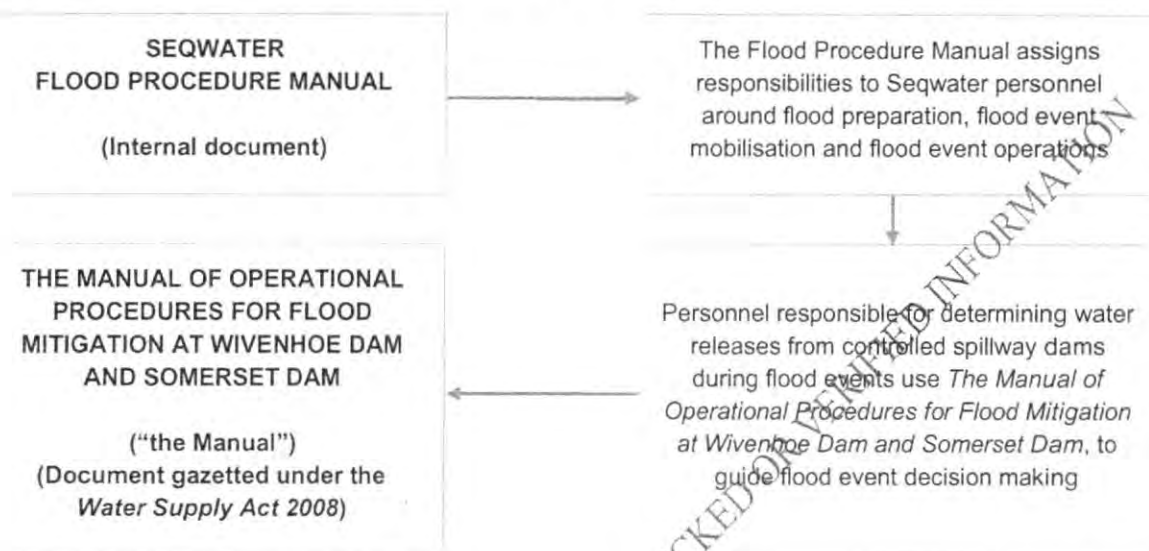 SEQWATER
FLOOD PROCEDURE MANUAL
(Internal document)
The Flood Procedure Manual assigns
responsibilities to Seqwater personnel
around flood preparation, flood event
mobilisation and flood event operations
Personnel responsible for determining water
releases from controlled spillway dams
during flood events use The Manual of
Operational Procedures for Flood Mitigation
at Wivenhoe Dam and Somerset Dam, to
guide flood event decision making
THE MANUAL OF OPERATIONAL
PROCEDURES FOR FLOOD
MITIGATION AT WIVENHOE DAM
AND SOMERSET DAM
("the Manual")
(Document gazetted under the
Water Supply Act 2008)
OR VERIFIED INFORMATION